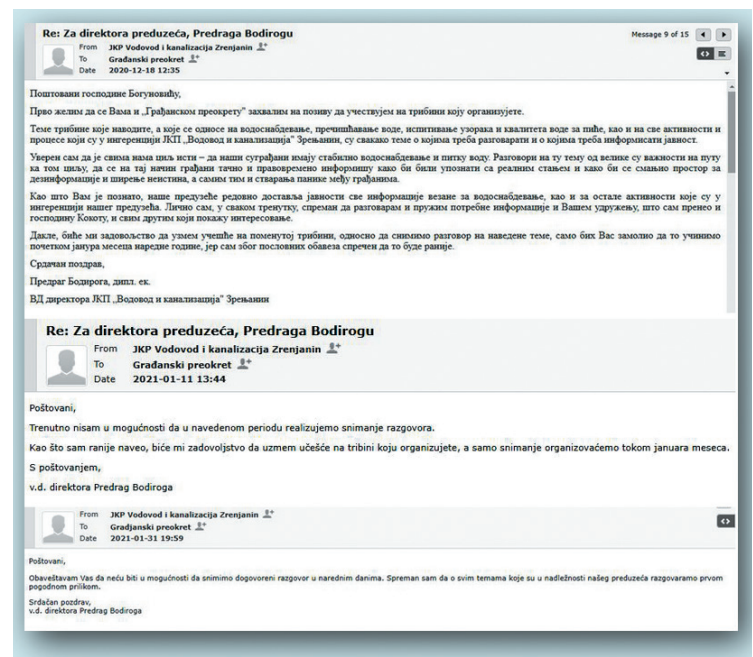 Re: Za direktora preduzeća, Predraga Bodirogu
Message 9 of 15
From JKP Vodovod i kanalizacija Zrenjanin
To Građanski preokret
Date 2020-12-18 12:35
Поштовани господине Богуновићу,
Прво желим да се Вама и „Грађанском преокрету" захвалим на позиву да учествујем на трибини коју организујете.
Теме трибине које наводите, а које се односе на водоснабдевање, пречишћавање воде, испитивање узорака и квалитета воде за пиће, као и на све активности и
процесе који су у ингеренцији ЈКП „Водовод и канализација" Зрењанин, су свакако теме о којима треба разговарати и о којима треба информисати јавност.
Уверен сам да је свима нама циљ исти – да наши суграђани имају стабилно водоснабдевање и питку воду. Разговори на ту тему од велике су важности на путу
ка том циљу, да се на тај начин грађани тачно и правовремено информишу како би били упознати са реалним стањем и како би се смањио простор за
дезинформације и ширење неистина, а самим тим и стварања панике међу грађанима.
Као што Вам је познато, наше предузеће редовно доставља јавности све информације везане за водоснабдевање, као и за остале активности које су у
ингеренцији нашег предузећа. Лично сам, у сваком тренутку, спреман да разговарам и пружим потребне информације и Вашем удружењу, што сам пренео и
господину Кокоту, и свим другим који покажу интересовање.
Дакле, биће ми задовољство да узмем учешће на поменутој трибини, односно да снимимо разговор на наведене теме, само бих Вас замолио да то учинимо
почетком јанура месеца наредне године, јер сам због пословних обавеза спречен да то буде раније.
Срдачан поздрав,
Предраг Бодирога, дипл. ек.
ВД директора ЈКП „Водовод и канализација" Зрењанин
Re: Za direktora preduzeća, Predraga Bodirogu
From JKP Vodovod i kanalizacija Zrenjanin
To Građanski preokret
Date 2021-01-11 13:44
Poštovani,
Trenutno nisam u mogućnosti da u navedenom periodu realizujemo snimanje razgovora.
Kao što sam ranije naveo, biće mi zadovoljstvo da uzmem učešće na tribini koju organizujete, a samo snimanje organizovaćemo tokom januara meseca.
S poštovanjem,
v.d. direktora Predrag Bodiroga
From JKP Vodovod i kanalizacija Zrenjanin
To Gradjanski preokret
Date 2021-01-31 19:59
Poštovani,
Obaveštavam Vas da neću biti u mogućnosti da snimimo dogovoreni razgovor u narednim danima. Spreman sam da o svim temama koje su u nadležnosti našeg preduzeća razgovaramo prvom
pogodnom prilikom.
Srdačan pozdrav,
v.d. direktora Predrag Bodiroga